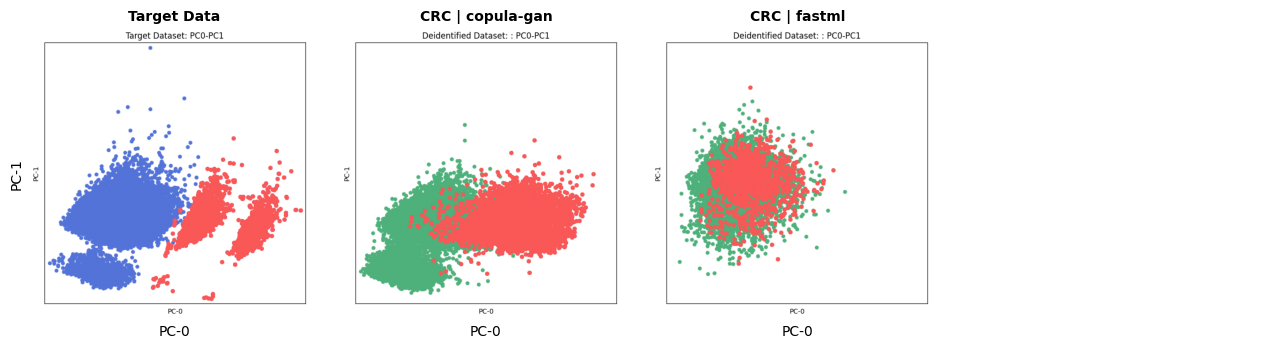 Target Data
Target Dataset: PC0-PC1
PC-1
PC-1
PC-0
PC-0
CRC | copula-gan
Deidentified Dataset: : PC0-PC1
PC-1
PC-0
PC-0
CRC | fastml
Deidentified Dataset: : PC0-PC1
PC-1
PC-0
PC-0